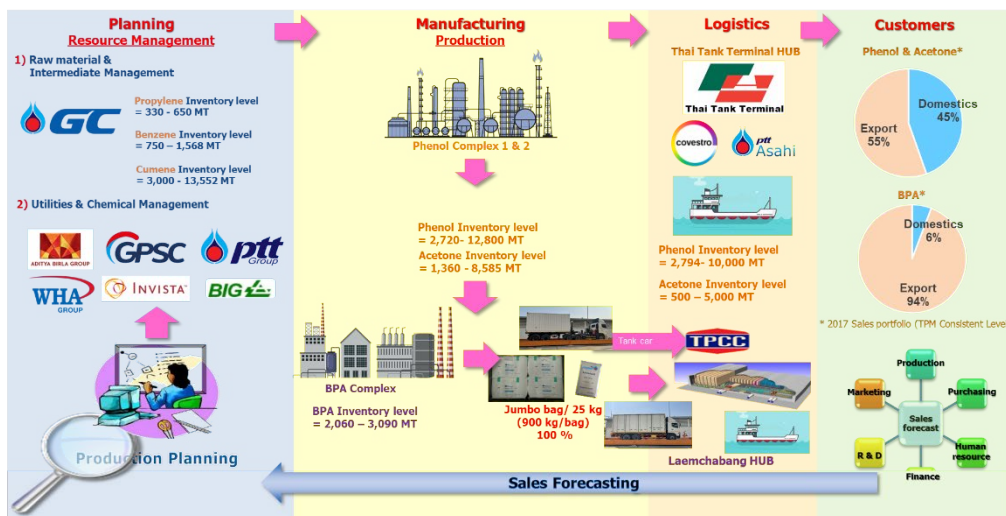 Planning
Resource Management
1) Raw material &
Intermediate Management
GC
Propylene Inventory level
= 330 - 650 MT
Benzene Inventory level
= 750 – 1,568 MT
Cumene Inventory level
= 3,000 - 13,552 MT
2) Utilities & Chemical Management
ADITYA BIRLA GROUP
GPSC
ptt
Group
WHA
GROUP
INVISTA
BIG
Production Planning
Manufacturing
Production
Phenol Complex 1 & 2
Phenol Inventory level
= 2,720- 12,800 MT
Acetone Inventory level
= 1,360 - 8,585 MT
BPA Complex
BPA Inventory level
= 2,060 – 3,090 MT
Jumbo bag/ 25 kg
(900 kg/bag)
100 %
Tank car
Logistics
Thai Tank Terminal HUB
Thai Tank Terminal
covestro
ptt
Asahi
Phenol Inventory level
= 2,794- 10,000 MT
Acetone Inventory level
= 500 – 5,000 MT
TPCC
Laemchabang HUB
Customers
Phenol & Acetone*
Domestics
45%
Export
55%
BPA*
Domestics
6%
Export
94%
* 2017 Sales portfolio (TPM Consistent Leve
Production
Marketing
Purchasing
Sales
forecast
R & D
Human
resource
Finance
Sales Forecasting